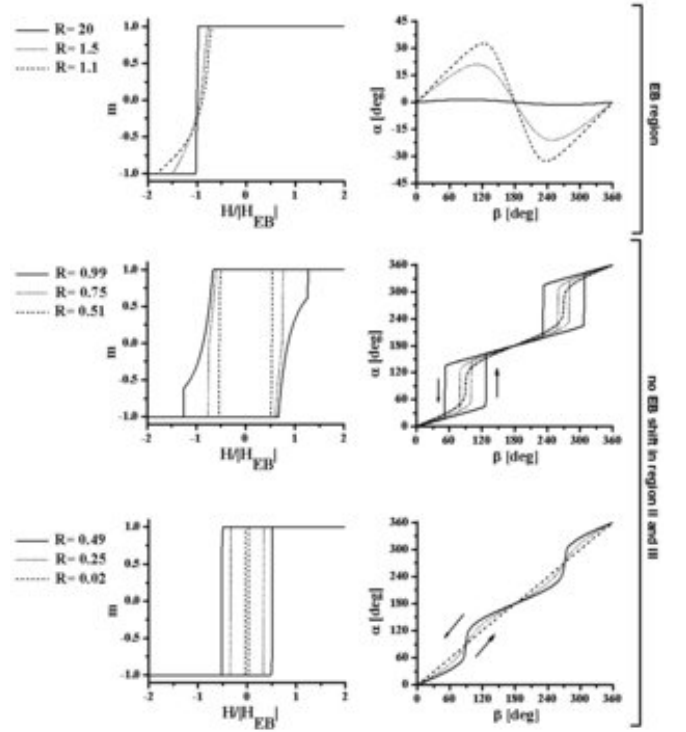 R= 20
R= 1.5
R= 1.1
m
1.0
0.5
0.0
-0.5
-1.0
-2 -1 0 1 2
H/|H_EB|
α [deg]
45
30
15
0
15
30
45
0 60 120 180 240 300 360
β [deg]
EB region
R= 0.99
R= 0.75
R= 0.51
m
1.0
0.5
0.0
-0.5
-1.0
-2 -1 0 1 2
H/|H_EB|
α [deg]
360
300
240
180
120
60
0
0 60 120 180 240 300 360
β [deg]
R= 0.49
R= 0.25
R= 0.02
m
1.0
0.5
0.0
-0.5
-1.0
-2 -1 0 1 2
H/|H_EB|
α [deg]
360
300
240
180
120
60
0
0 60 120 180 240 300 360
β [deg]
no EB shift in region II and III